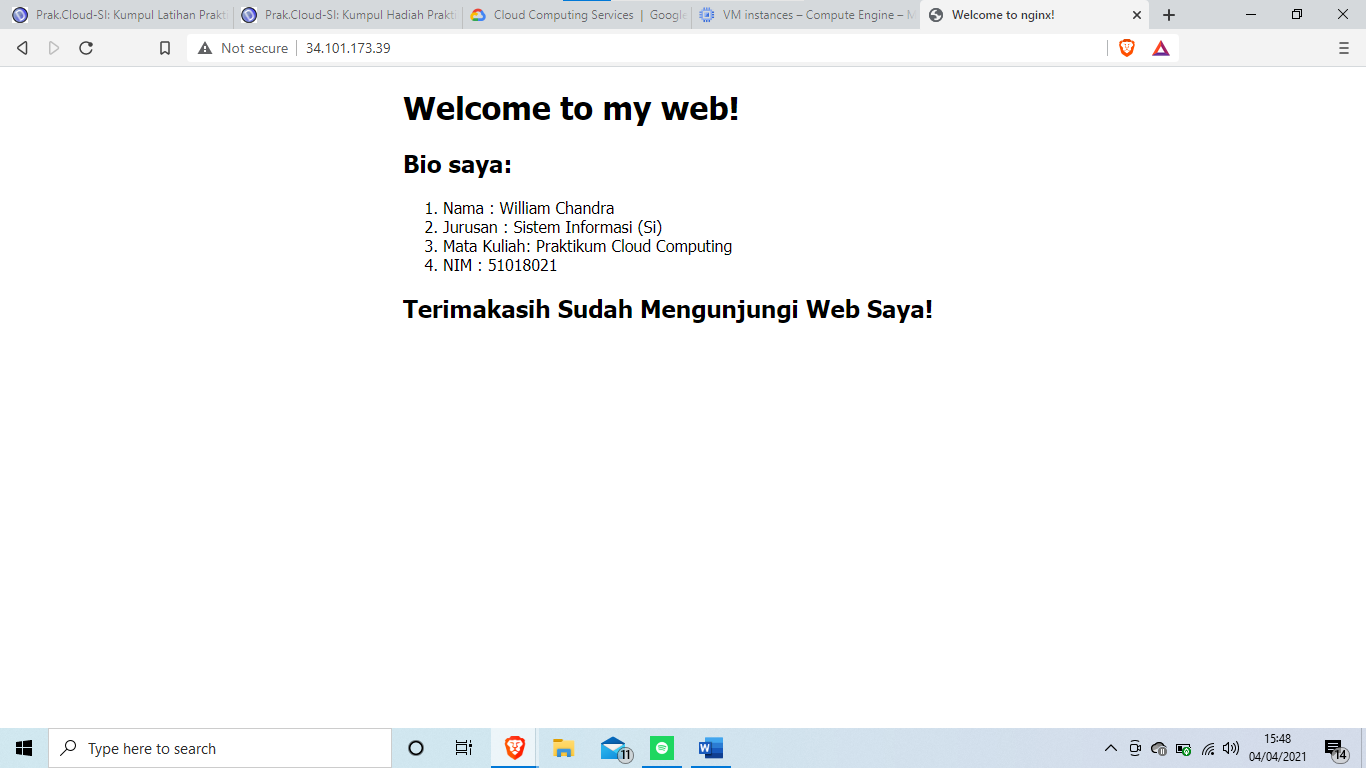 Prak.Cloud-SI: Kumpul Latihan Prakt
Prak.Cloud-SI: Kumpul Hadiah Prakti
Cloud Computing Services | Google
VM instances – Compute Engine – M
Welcome to nginx!
Not secure
34.101.173.39
Welcome to my web!
Bio saya:
1. Nama : William Chandra
2. Jurusan : Sistem Informasi (Si)
3. Mata Kuliah: Praktikum Cloud Computing
4. NIM : 51018021
Terimakasih Sudah Mengunjungi Web Saya!
Type here to search
11
15:48
04/04/2021
14